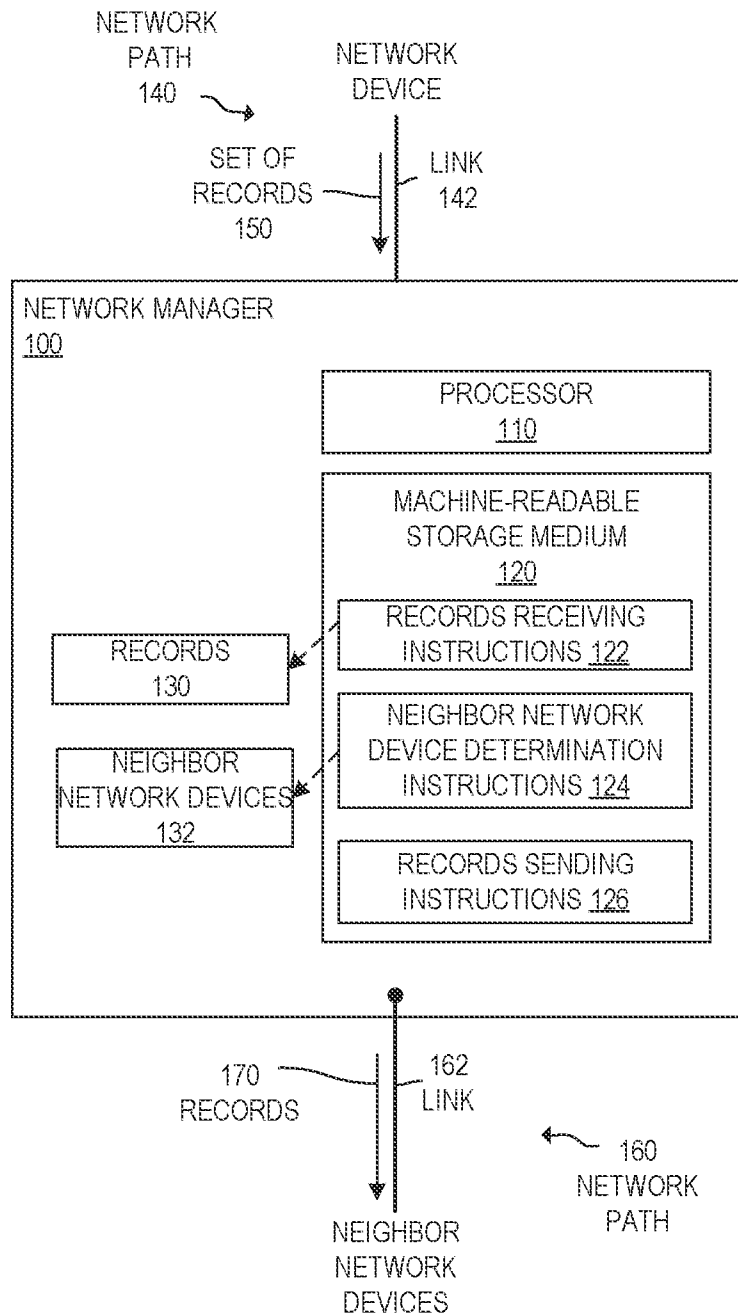 NETWORK
PATH
140
NETWORK
DEVICE
SET OF
RECORDS
150
LINK
142
NETWORK MANAGER
100
PROCESSOR
110
MACHINE-READABLE
STORAGE MEDIUM
120
RECORDS RECEIVING
INSTRUCTIONS 122
RECORDS
130
NEIGHBOR NETWORK
DEVICE DETERMINATION
INSTRUCTIONS 124
NEIGHBOR
NETWORK DEVICES
132
RECORDS SENDING
INSTRUCTIONS 126
170
RECORDS
162
LINK
160
NETWORK
PATH
NEIGHBOR
NETWORK
DEVICES